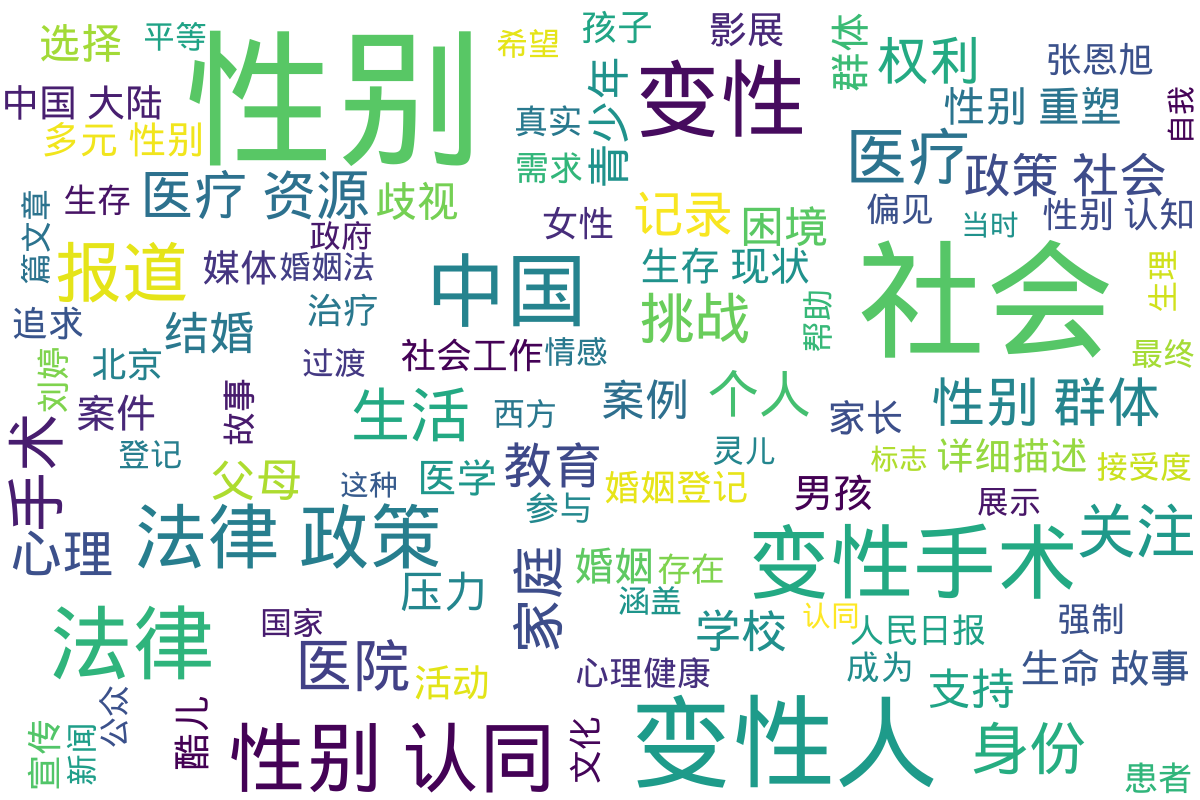 选择
平等
性别
希望
孩子
影展
群体
权利
张恩旭
中国 大陆
多元 性别
真实
青少年
变性
性别 重塑
自我
需求
医疗
政策 社会
篇文章
生存
医疗 资源
歧视
女性
记录
困境
偏见
当时
性别 认知
报道
政府
媒体
婚姻法
中国
生存 现状
社会
生理
追求
结婚
治疗
挑战
帮助
刘婷
北京
过渡
社会工作
情感
最终
案件
故事
生活
西方
案例
个人
家长
性别 群体
手术
登记
父母
这种
医学
教育
灵儿
标志
详细描述
接受度
参与
婚姻登记
男孩
展示
心理
法律 政策
变性手术
关注
家庭
婚姻
存在
压力
涵盖
法律
国家
医院
活动
学校
认同
人民日报
强制
心理健康
成为
生命 故事
支持
公众
酷儿
宣传
新闻
性别 认同
文化
变性人
身份
患者